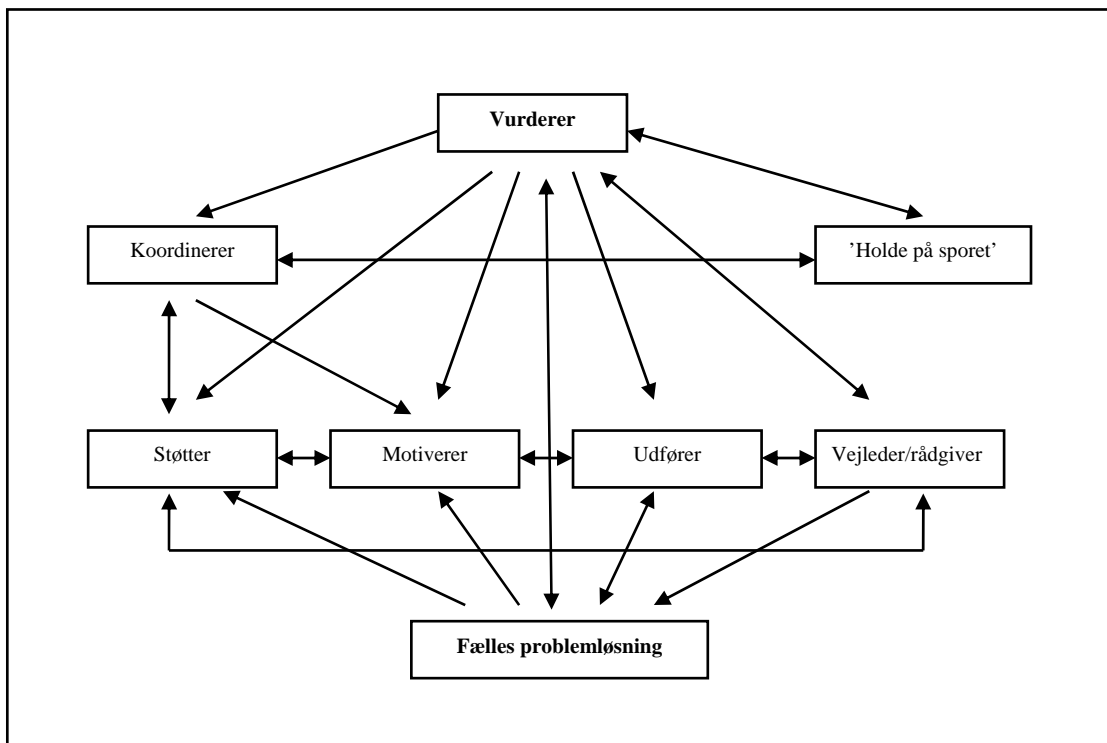 Vurderer
Koordinerer
’Holde på sporet’
Støtter
Motiverer
Udfører
Vejleder/rådgiver
Fælles problemløsning